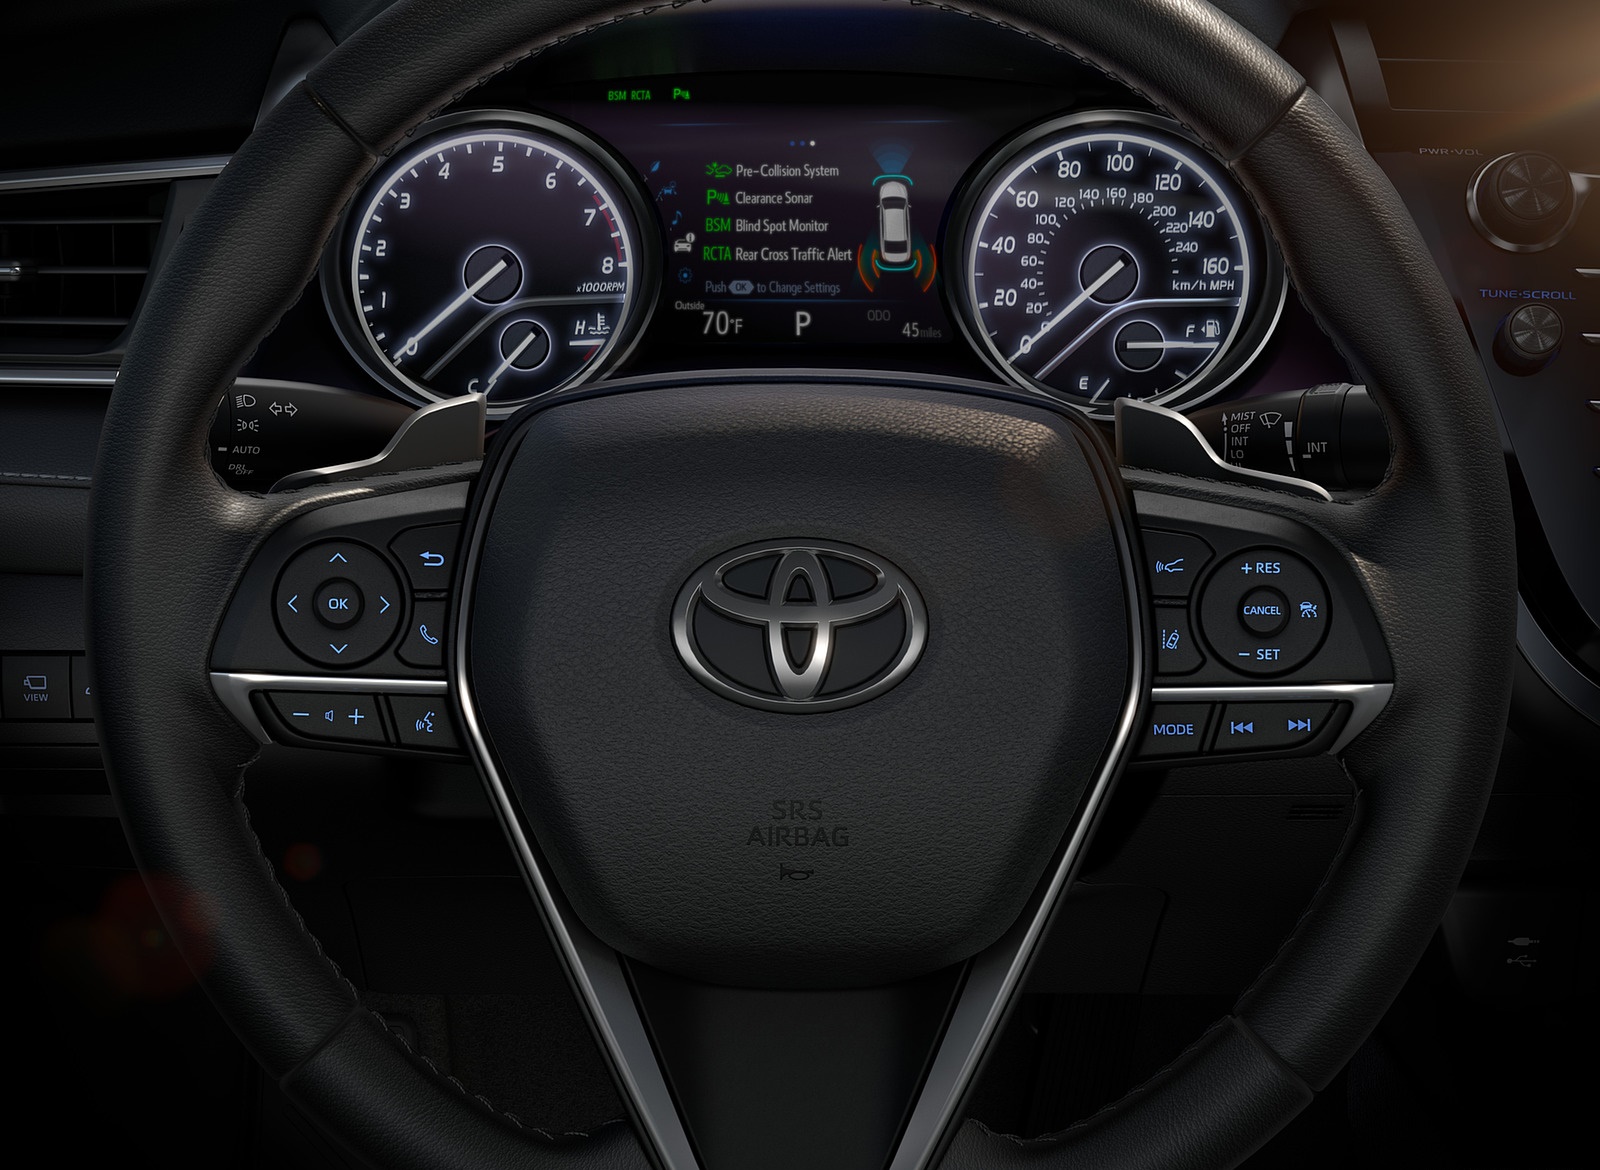 BSM RCTA P
4 5 6
3 7
2 8
1 x1000RPM
0 H
C
Pre-Collision System
P Clearance Sonar
BSM Blind Spot Monitor
RCTA Rear Cross Traffic Alert
Push OK to Change Settings
Outside
70°F P ODO 45 miles
80 100 120
60 140
40 160
20
0
120 140 160 180
100 200
80 220
60 240
40
20
km/h MPH
F
E
PWR·VOL
TUNE·SCROLL
AUTO
DRL
OFF
MIST
OFF
INT
LO
INT
OK
+ RES
CANCEL
− SET
VIEW
− +
MODE
SRS
AIRBAG